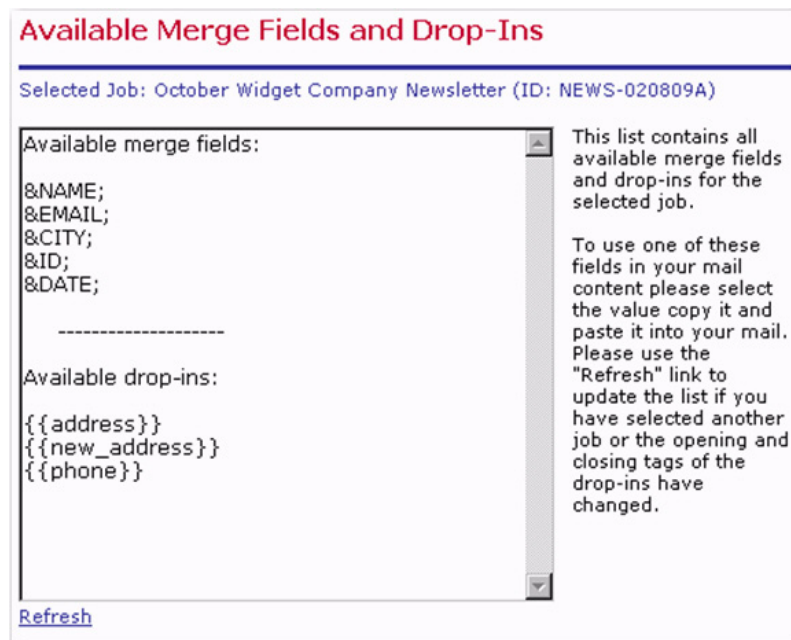 Available Merge Fields and Drop-Ins
Selected Job: October Widget Company Newsletter (ID: NEWS-020809A)
Available merge fields:
&NAME;
&EMAIL;
&CITY;
&ID;
&DATE;
--------------------
Available drop-ins:
{{address}}
{{new_address}}
{{phone}}
This list contains all
available merge fields
and drop-ins for the
selected job.
To use one of these
fields in your mail
content please select
the value copy it and
paste it into your mail.
Please use the
"Refresh" link to
update the list if you
have selected another
job or the opening and
closing tags of the
drop-ins have
changed.
Refresh